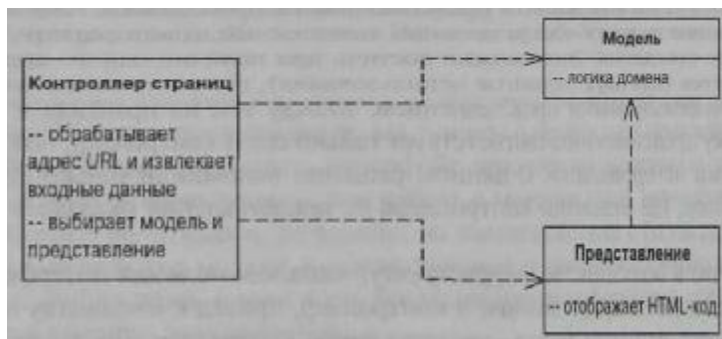 Контроллер страниц
-- обрабатывает
адрес URL и извлекает
входные данные
-- выбирает модель и
представление
Модель
-- логика домена
Представление
-- отображает HTML-код